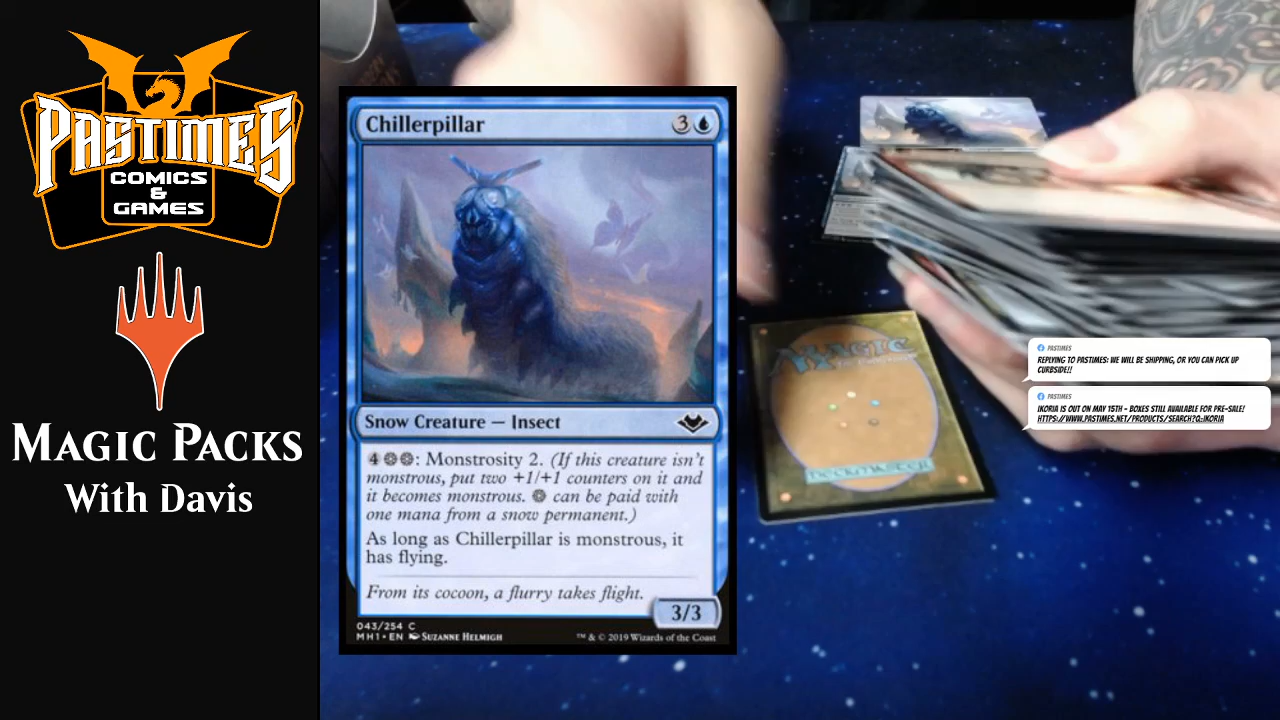 PASTIMES
COMICS
&
GAMES
MAGIC PACKS
WITH DAVIS
Chillerpillar 3
Snow Creature — Insect
4 : Monstrosity 2. (If this creature isn't
monstrous, put two +1/+1 counters on it and
it becomes monstrous. can be paid with
one mana from a snow permanent.)
As long as Chillerpillar is monstrous, it
has flying.
From its cocoon, a flurry takes flight.
3/3
043/254 C
MH1 • EN SUZANNE HELMIGH
™ & © 2019 Wizards of the Coast
MAGIC
DECKMASTER
PASTIMES
REPLYING TO PASTIMES: WE WILL BE SHIPPING, OR YOU CAN PICK UP
CURBSIDE!!
PASTIMES
IKORIA IS OUT ON MAY 15TH - BOXES STILL AVAILABLE FOR PRE-SALE!
HTTPS://WWW.PASTIMES.NET/PRODUCTS/SEARCH?Q=IKORIA